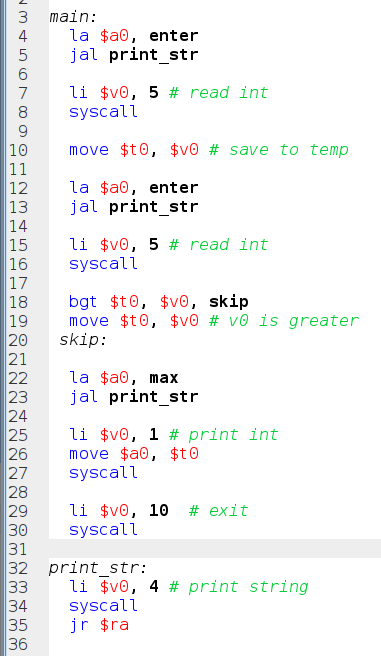 3 main:
4 la $a0, enter
5 jal print_str
6
7 li $v0, 5 # read int
8 syscall
9
10 move $t0, $v0 # save to temp
11
12 la $a0, enter
13 jal print_str
14
15 li $v0, 5 # read int
16 syscall
17
18 bgt $t0, $v0, skip
19 move $t0, $v0 # v0 is greater
20 skip:
21
22 la $a0, max
23 jal print_str
24
25 li $v0, 1 # print int
26 move $a0, $t0
27 syscall
28
29 li $v0, 10 # exit
30 syscall
31
32 print_str:
33 li $v0, 4 # print string
34 syscall
35 jr $ra
36